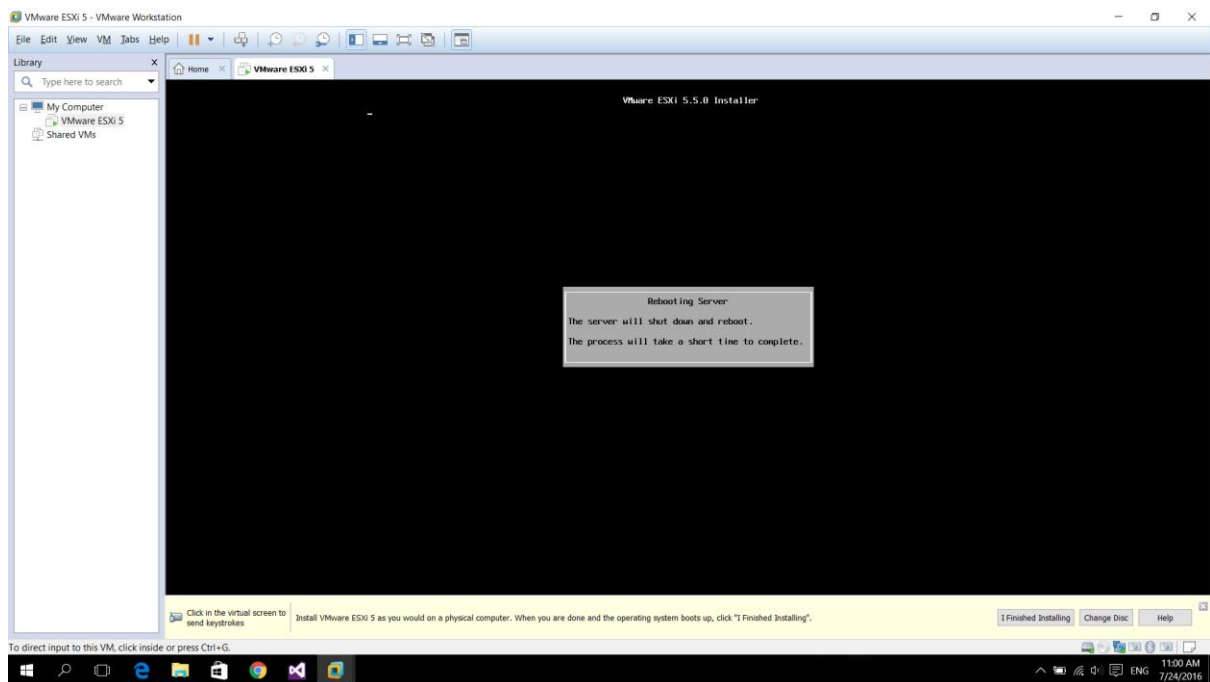 VMware ESXi 5 - VMware Workstation
File Edit View VM Tabs Help
Library X
Type here to search
My Computer
VMware ESXi 5
Shared VMs
Home
VMware ESXi 5
VMware ESXi 5.5.0 Installer
Rebooting Server
The server will shut down and reboot.
The process will take a short time to complete.
Click in the virtual screen to
send keystrokes
Install VMware ESXi 5 as you would on a physical computer. When you are done and the operating system boots up, click "I Finished Installing".
I Finished Installing
Change Disc
Help
To direct input to this VM, click inside or press Ctrl+G.
ENG
11:00 AM
7/24/2016